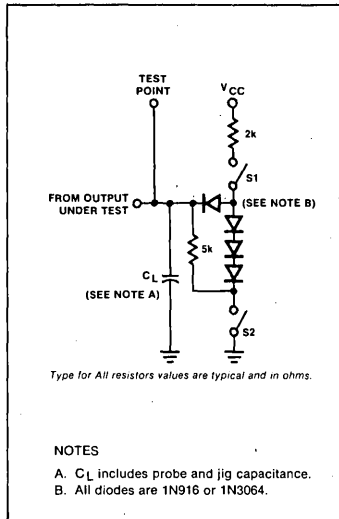 TEST
POINT
VCC
2k
S1
FROM OUTPUT
UNDER TEST
(SEE NOTE B)
5k
CL
(SEE NOTE A)
S2
Type for All resistors values are typical and in ohms.
NOTES
A. CL includes probe and jig capacitance.
B. All diodes are 1N916 or 1N3064.